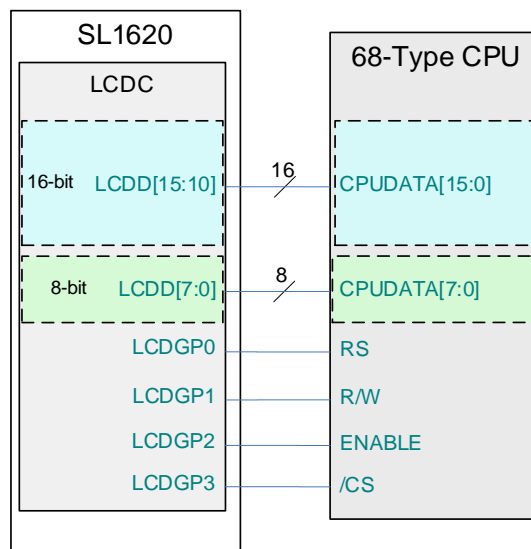 SL1620
68-Type CPU
LCDC
16-bit LCDD[15:10] 16 CPUDATA[15:0]
8-bit LCDD[7:0] 8 CPUDATA[7:0]
LCDGP0 RS
LCDGP1 R/W
LCDGP2 ENABLE
LCDGP3 /CS